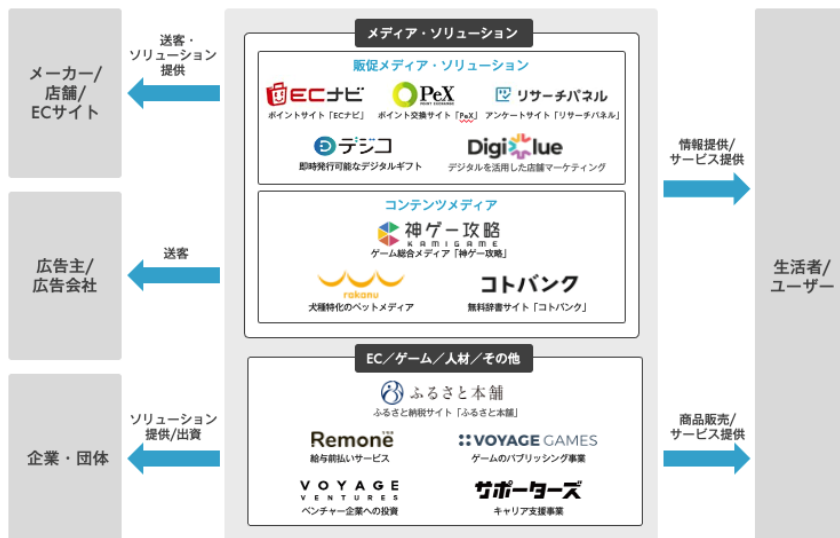 メディア・ソリューション
販促メディア・ソリューション
ECナビ
PeX
POINT EXCHANGE
リサーチパネル
ポイントサイト「ECナビ」
ポイント交換サイト「PeX」
アンケートサイト「リサーチパネル」
デジコ
Digiclue
即時発行可能なデジタルギフト
デジタルを活用した店舗マーケティング
コンテンツメディア
神ゲー攻略
KAMIGAME
ゲーム総合メディア「神ゲー攻略」
rakanu
コトバンク
犬種特化のペットメディア
無料辞書サイト「コトバンク」
EC/ゲーム/人材/その他
ふるさと本舗
ふるさと納税サイト「ふるさと本舗」
Remone
VOYAGE GAMES
給与前払いサービス
ゲームのパブリッシング事業
VOYAGE
VENTURES
サポーターズ
ベンチャー企業への投資
キャリア支援事業
メーカー/
店舗/
ECサイト
送客・
ソリューション
提供
広告主/
広告会社
送客
企業・団体
ソリューション
提供/出資
情報提供/
サービス提供
商品販売/
サービス提供
生活者/
ユーザー